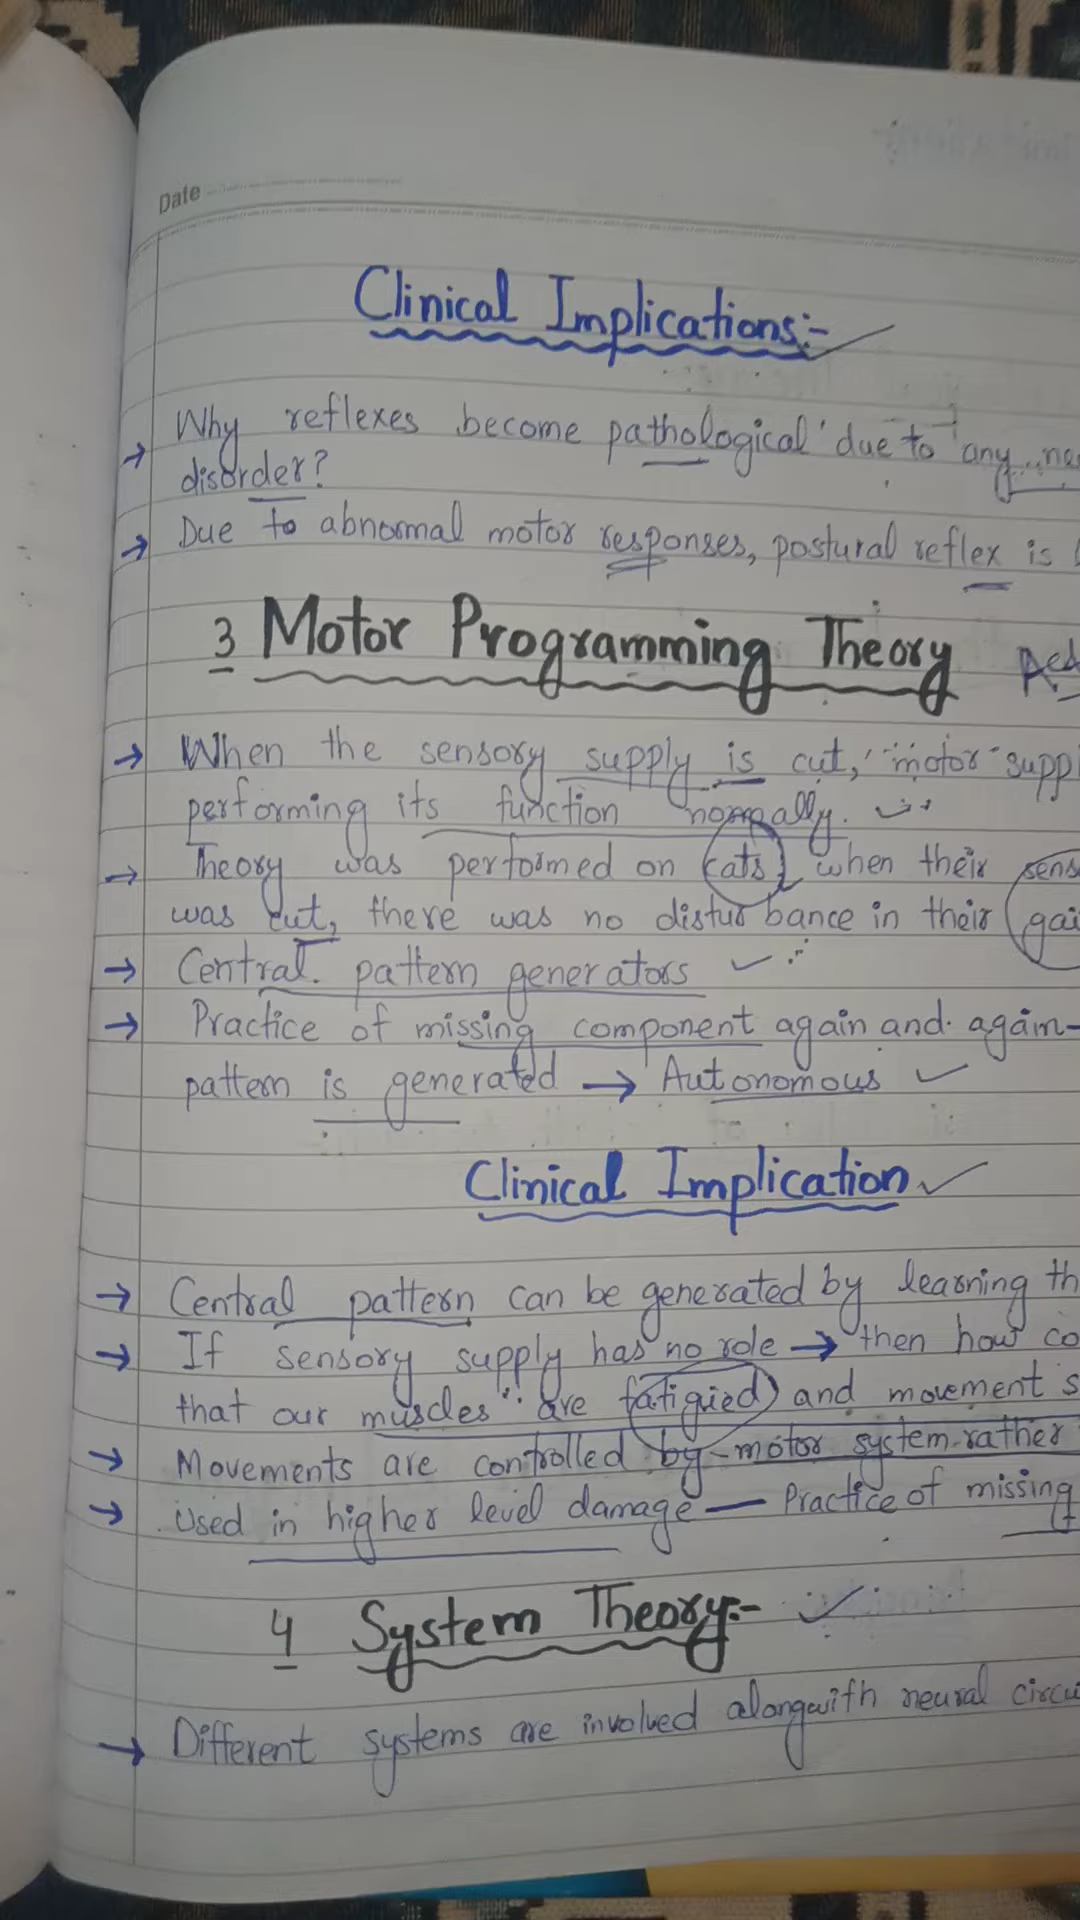 Date
Clinical Implications:-
→ Why reflexes become pathological due to any
disorder?
→ Due to abnormal motor responses, postural reflex is
3 Motor Programming Theory
→ When the sensory supply is cut, motor
performing its function normally.
→ Theory was performed on cats, when their
was cut, there was no disturbance in their
→ Central pattern generators
→ Practice of missing component again and again-
pattern is generated → Autonomous
Clinical Implication
→ Central pattern can be generated by learning
→ If sensory supply has no role → then how
that our muscles are fatigied and movement
→ Movements are controlled by motor system rather
→ Used in higher level damage — Practice of missing
4 System Theory:-
→ Different systems are involved alongwith neural